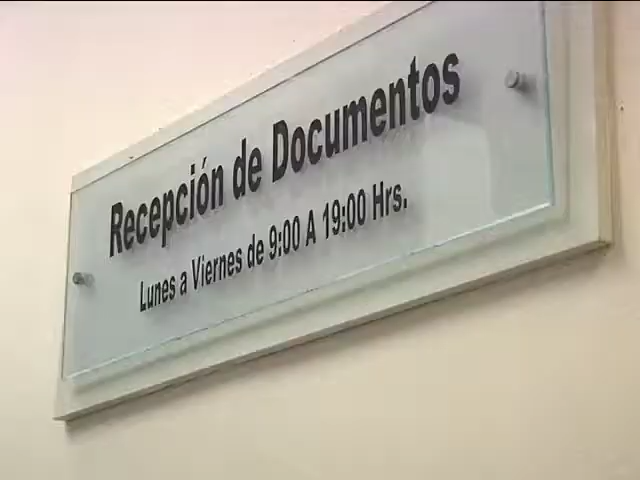 Recepción de Documentos
Lunes a Viernes de 9:00 A 19:00 Hrs.